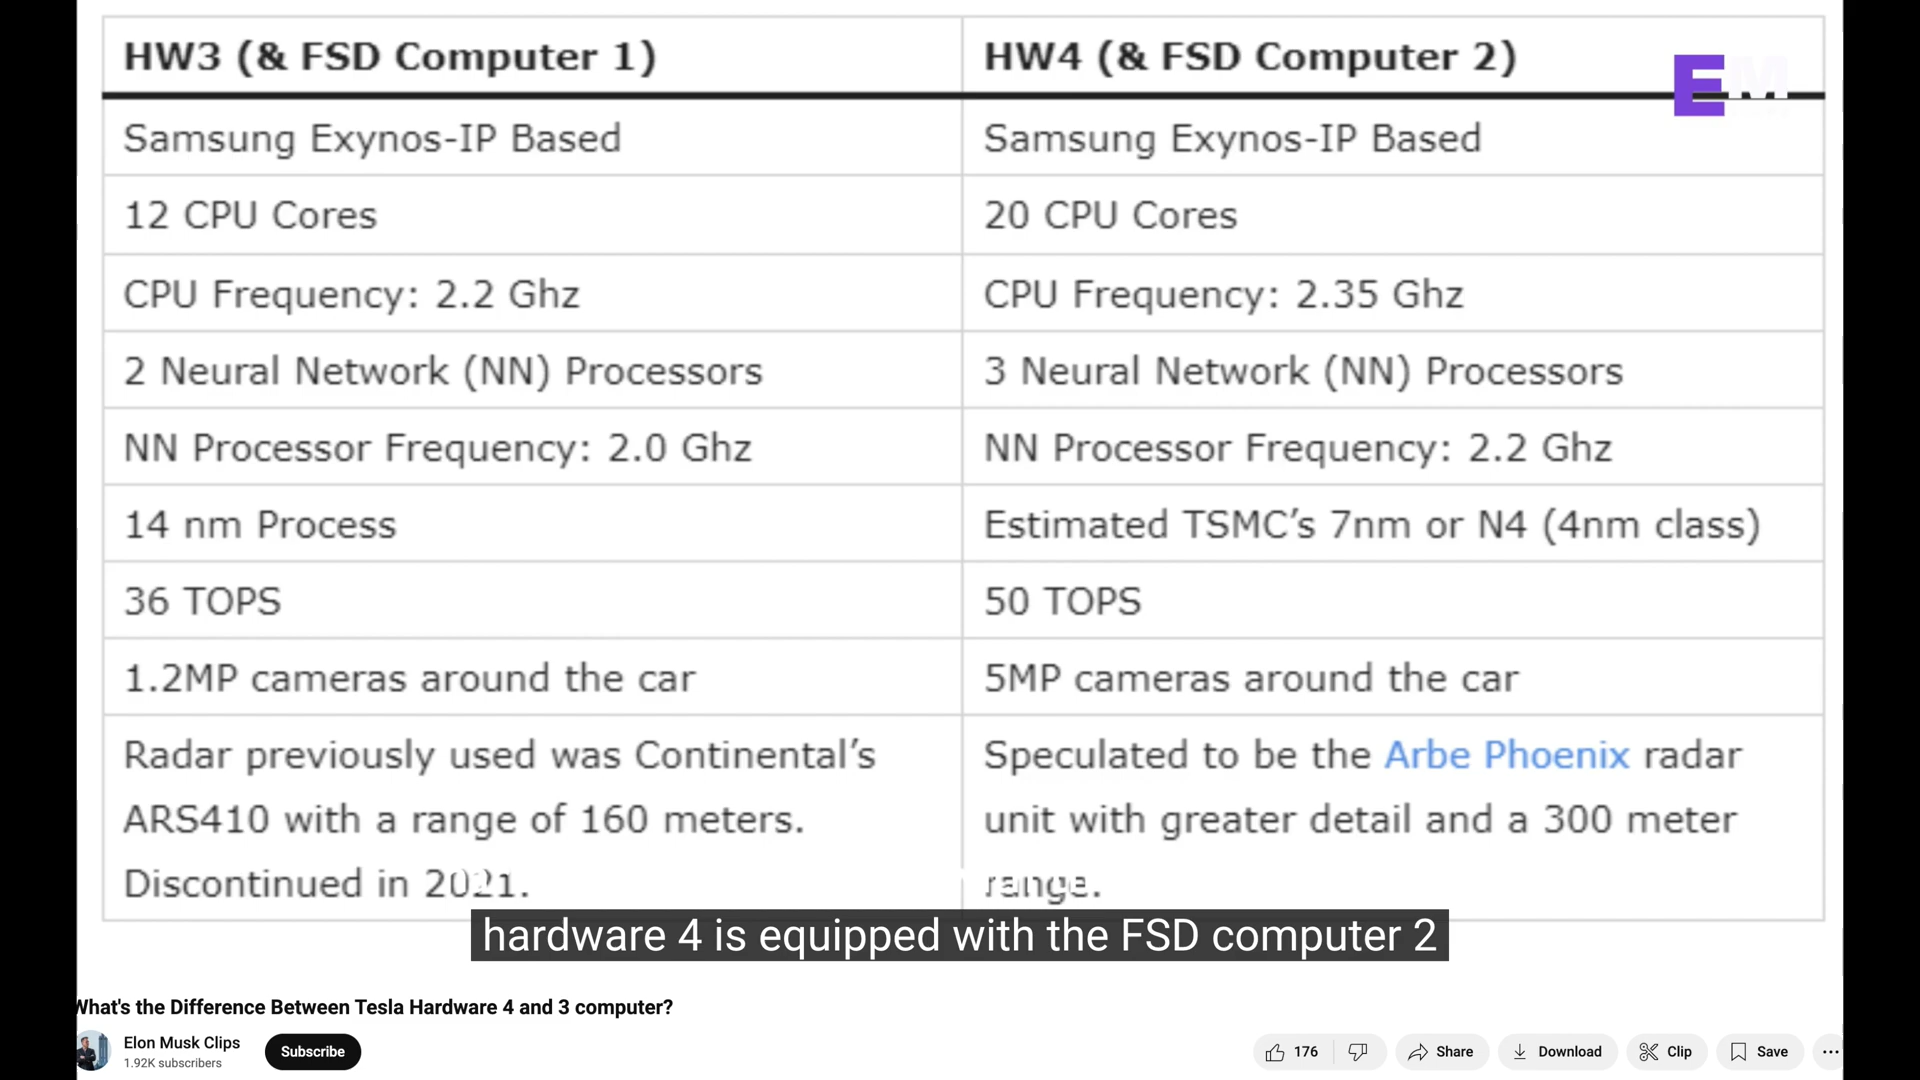 HW3 (& FSD Computer 1)
HW4 (& FSD Computer 2)
EM
Samsung Exynos-IP Based
Samsung Exynos-IP Based
12 CPU Cores
20 CPU Cores
CPU Frequency: 2.2 Ghz
CPU Frequency: 2.35 Ghz
2 Neural Network (NN) Processors
3 Neural Network (NN) Processors
NN Processor Frequency: 2.0 Ghz
NN Processor Frequency: 2.2 Ghz
14 nm Process
Estimated TSMC’s 7nm or N4 (4nm class)
36 TOPS
50 TOPS
1.2MP cameras around the car
5MP cameras around the car
Radar previously used was Continental’s
ARS410 with a range of 160 meters.
Discontinued in 2021.
Speculated to be the Arbe Phoenix radar
unit with greater detail and a 300 meter
range.
hardware 4 is equipped with the FSD computer 2
What's the Difference Between Tesla Hardware 4 and 3 computer?
Elon Musk Clips
1.92K subscribers
Subscribe
176
Share
Download
Clip
Save